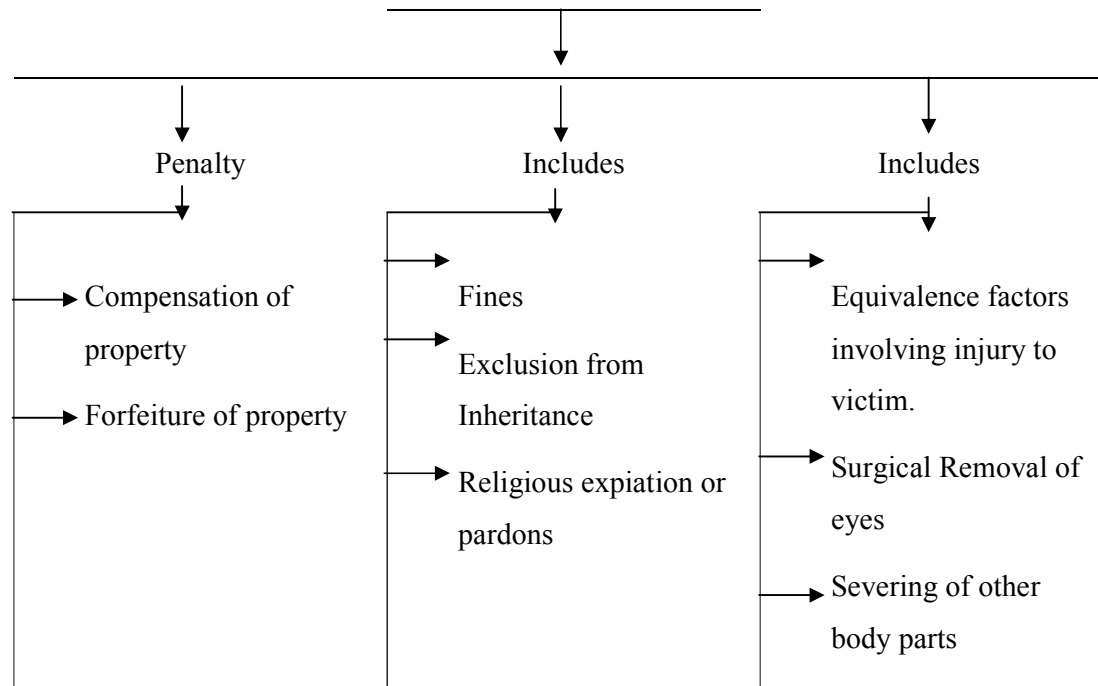 Penalty
Compensation of
property
Forfeiture of property
Includes
Fines
Exclusion from
Inheritance
Religious expiation or
pardons
Includes
Equivalence factors
involving injury to
victim.
Surgical Removal of
eyes
Severing of other
body parts